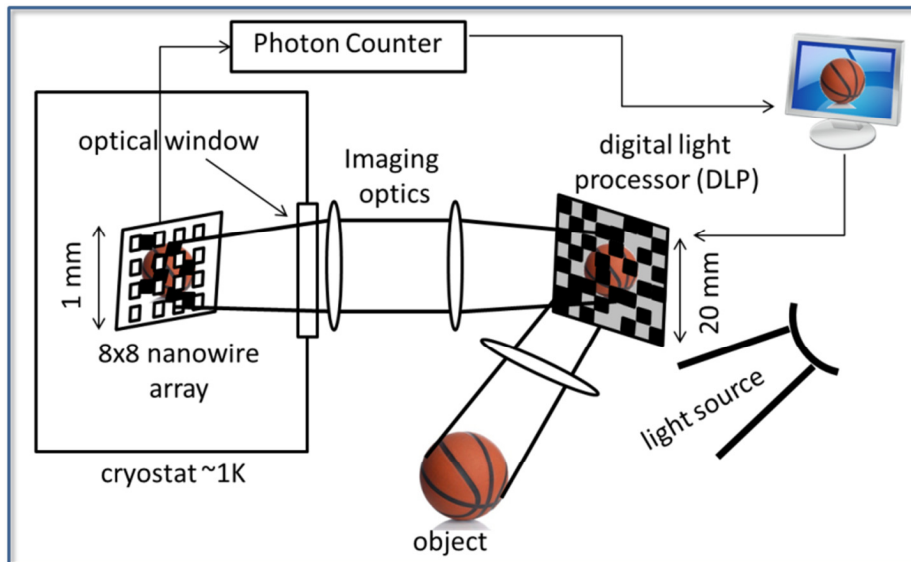 Photon Counter
optical window
Imaging
optics
digital light
processor (DLP)
1 mm
20 mm
8x8 nanowire
array
light source
cryostat ~1K
object